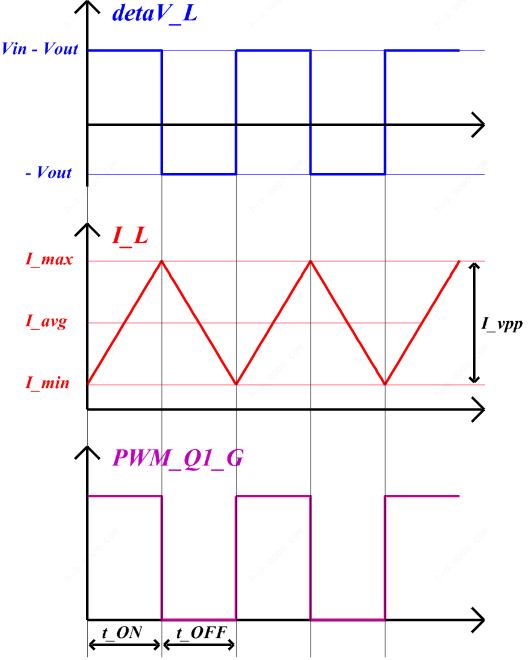 detaV_L
Vin - Vout
- Vout
I_L
I_max
I_avg
I_vpp
I_min
PWM_Q1_G
t_ON
t_OFF